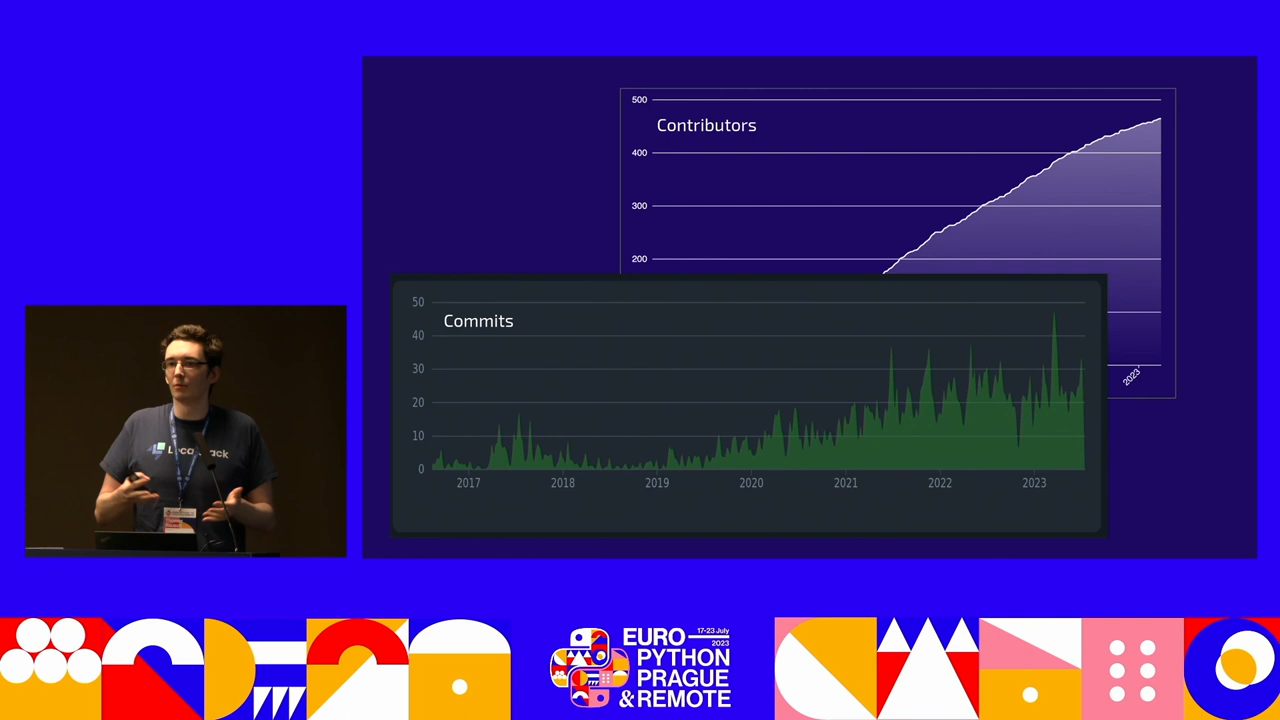 Contributors
500
400
300
200
2023
Commits
50
40
30
20
10
0
2017
2018
2019
2020
2021
2022
2023
EURO
17-23 July
2023
PYTHON
PRAGUE
& REMOTE